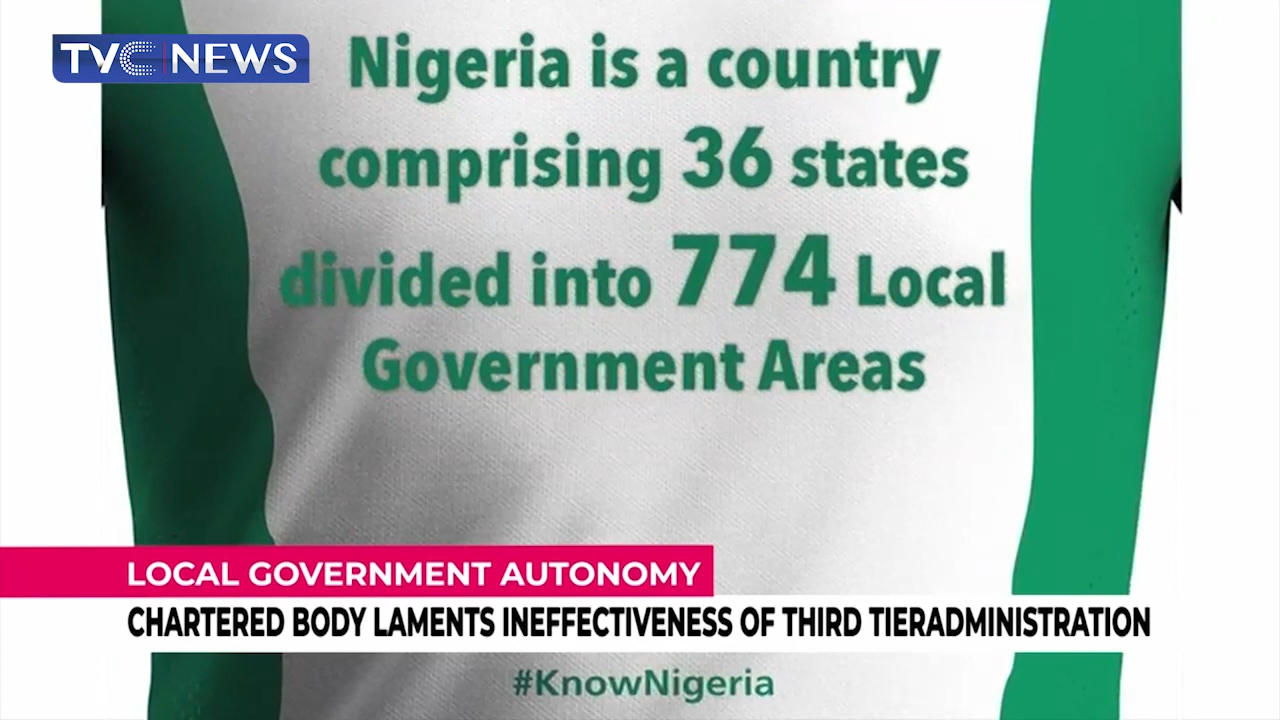 TVC NEWS
Nigeria is a country
comprising 36 states
divided into 774 Local
Government Areas
LOCAL GOVERNMENT AUTONOMY
CHARTERED BODY LAMENTS INEFFECTIVENESS OF THIRD TIERADMINISTRATION
#KnowNigeria